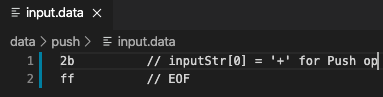 input.data ×
data > push > input.data
1 2b // inputStr[0] = '+' for Push op
2 ff // EOF